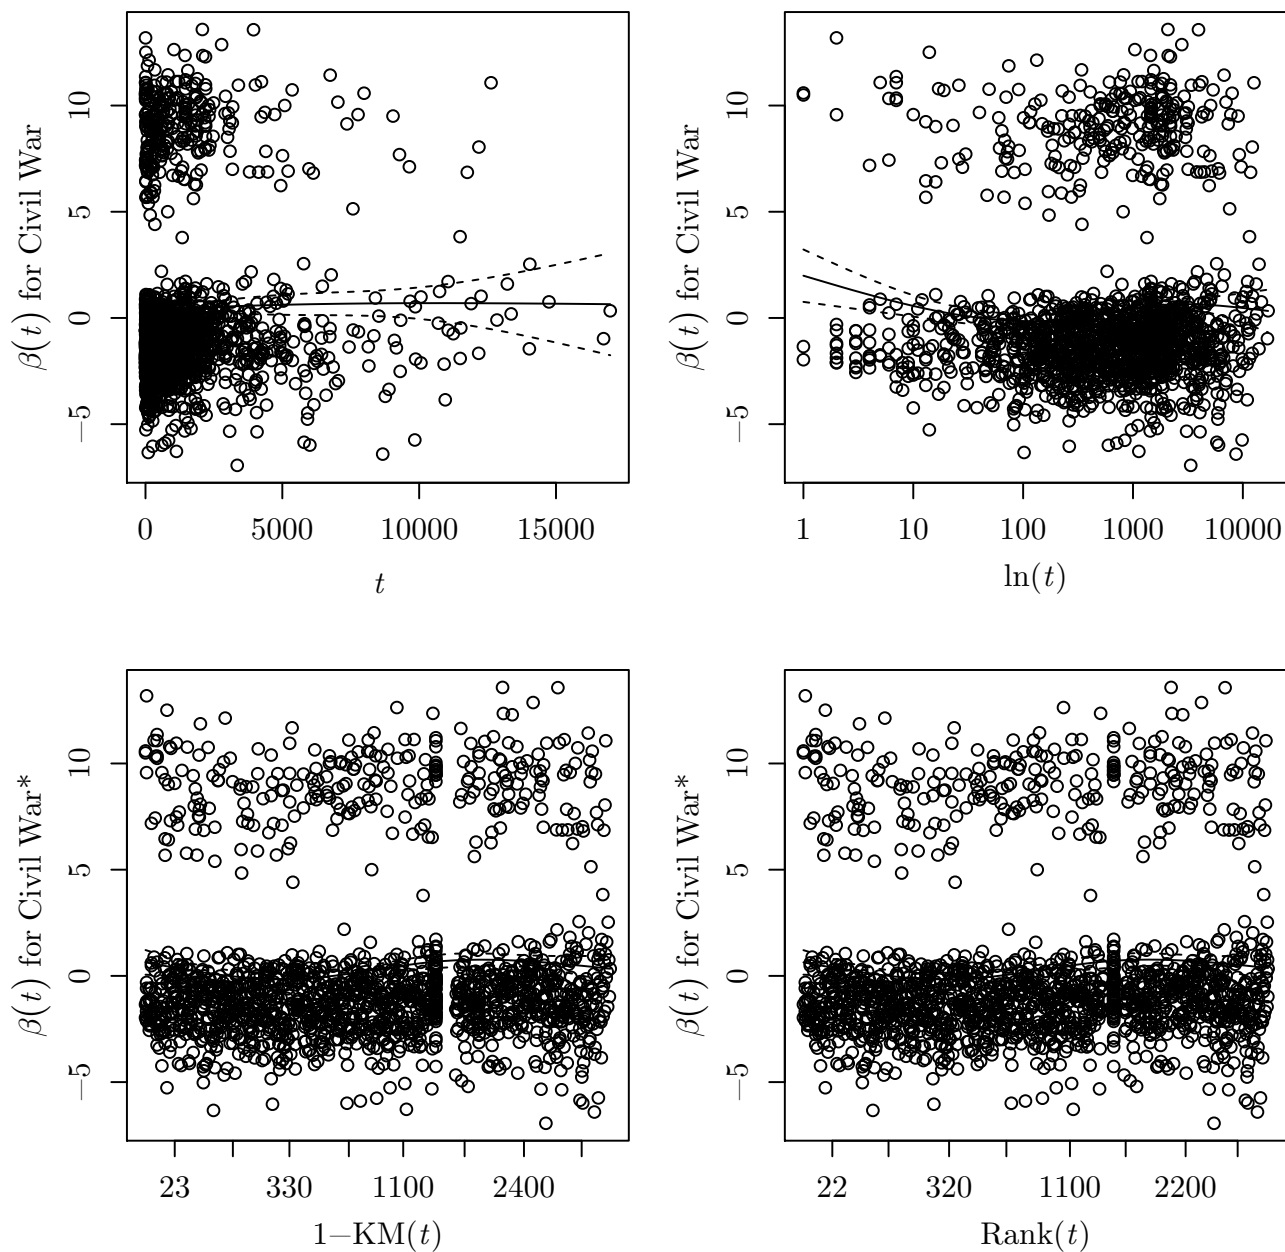 β(t) for Civil War
10
5
0
−5
0 5000 10000 15000
t
β(t) for Civil War
10
5
0
−5
1 10 100 1000 10000
ln(t)
β(t) for Civil War*
10
5
0
−5
23 330 1100 2400
1−KM(t)
β(t) for Civil War*
10
5
0
−5
22 320 1100 2200
Rank(t)